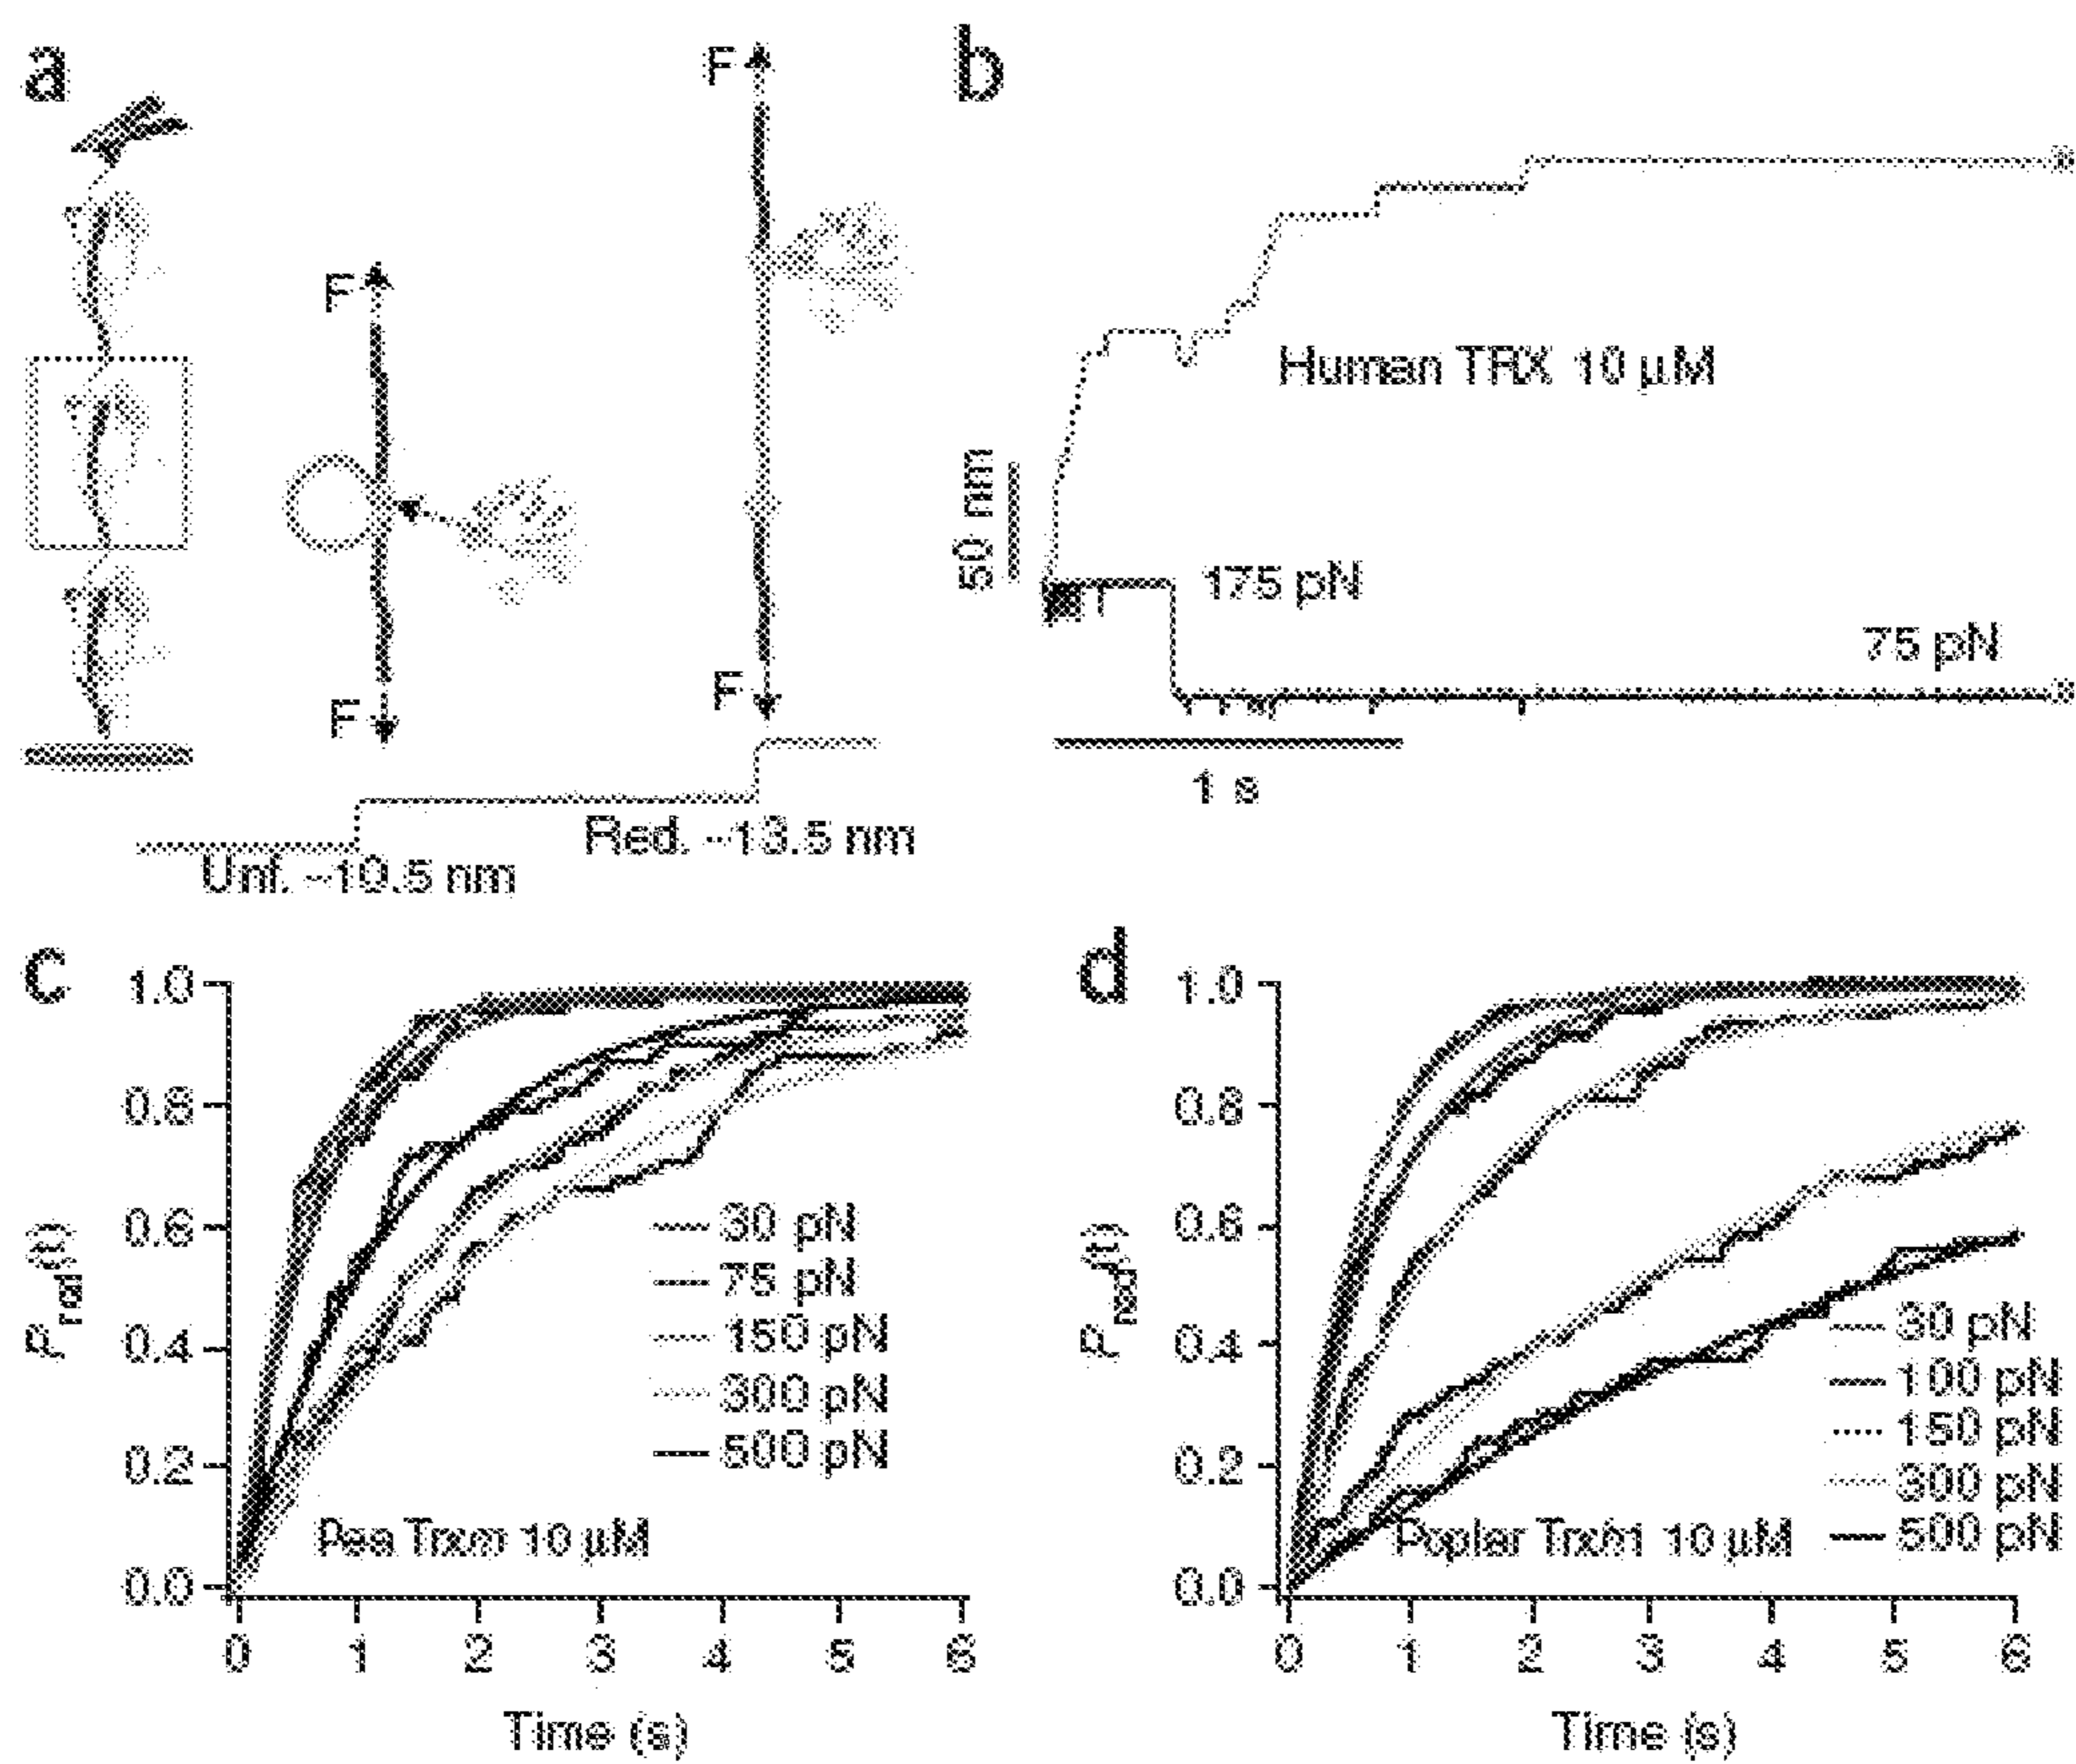 a
F
F
F
F
Unf. ~10.5 nm
Red. ~13.5 nm
b
Human TRX 10 µM
50 nm
175 pN
75 pN
1 s
c
1.0
0.8
0.6
0.4
0.2
0.0
P red (t)
30 pN
75 pN
150 pN
300 pN
500 pN
Pea Trxm 10 µM
0 1 2 3 4 5 6
Time (s)
d
1.0
0.8
0.6
0.4
0.2
0.0
P red (t)
30 pN
100 pN
150 pN
300 pN
500 pN
Poplar Trxh1 10 µM
0 1 2 3 4 5 6
Time (s)